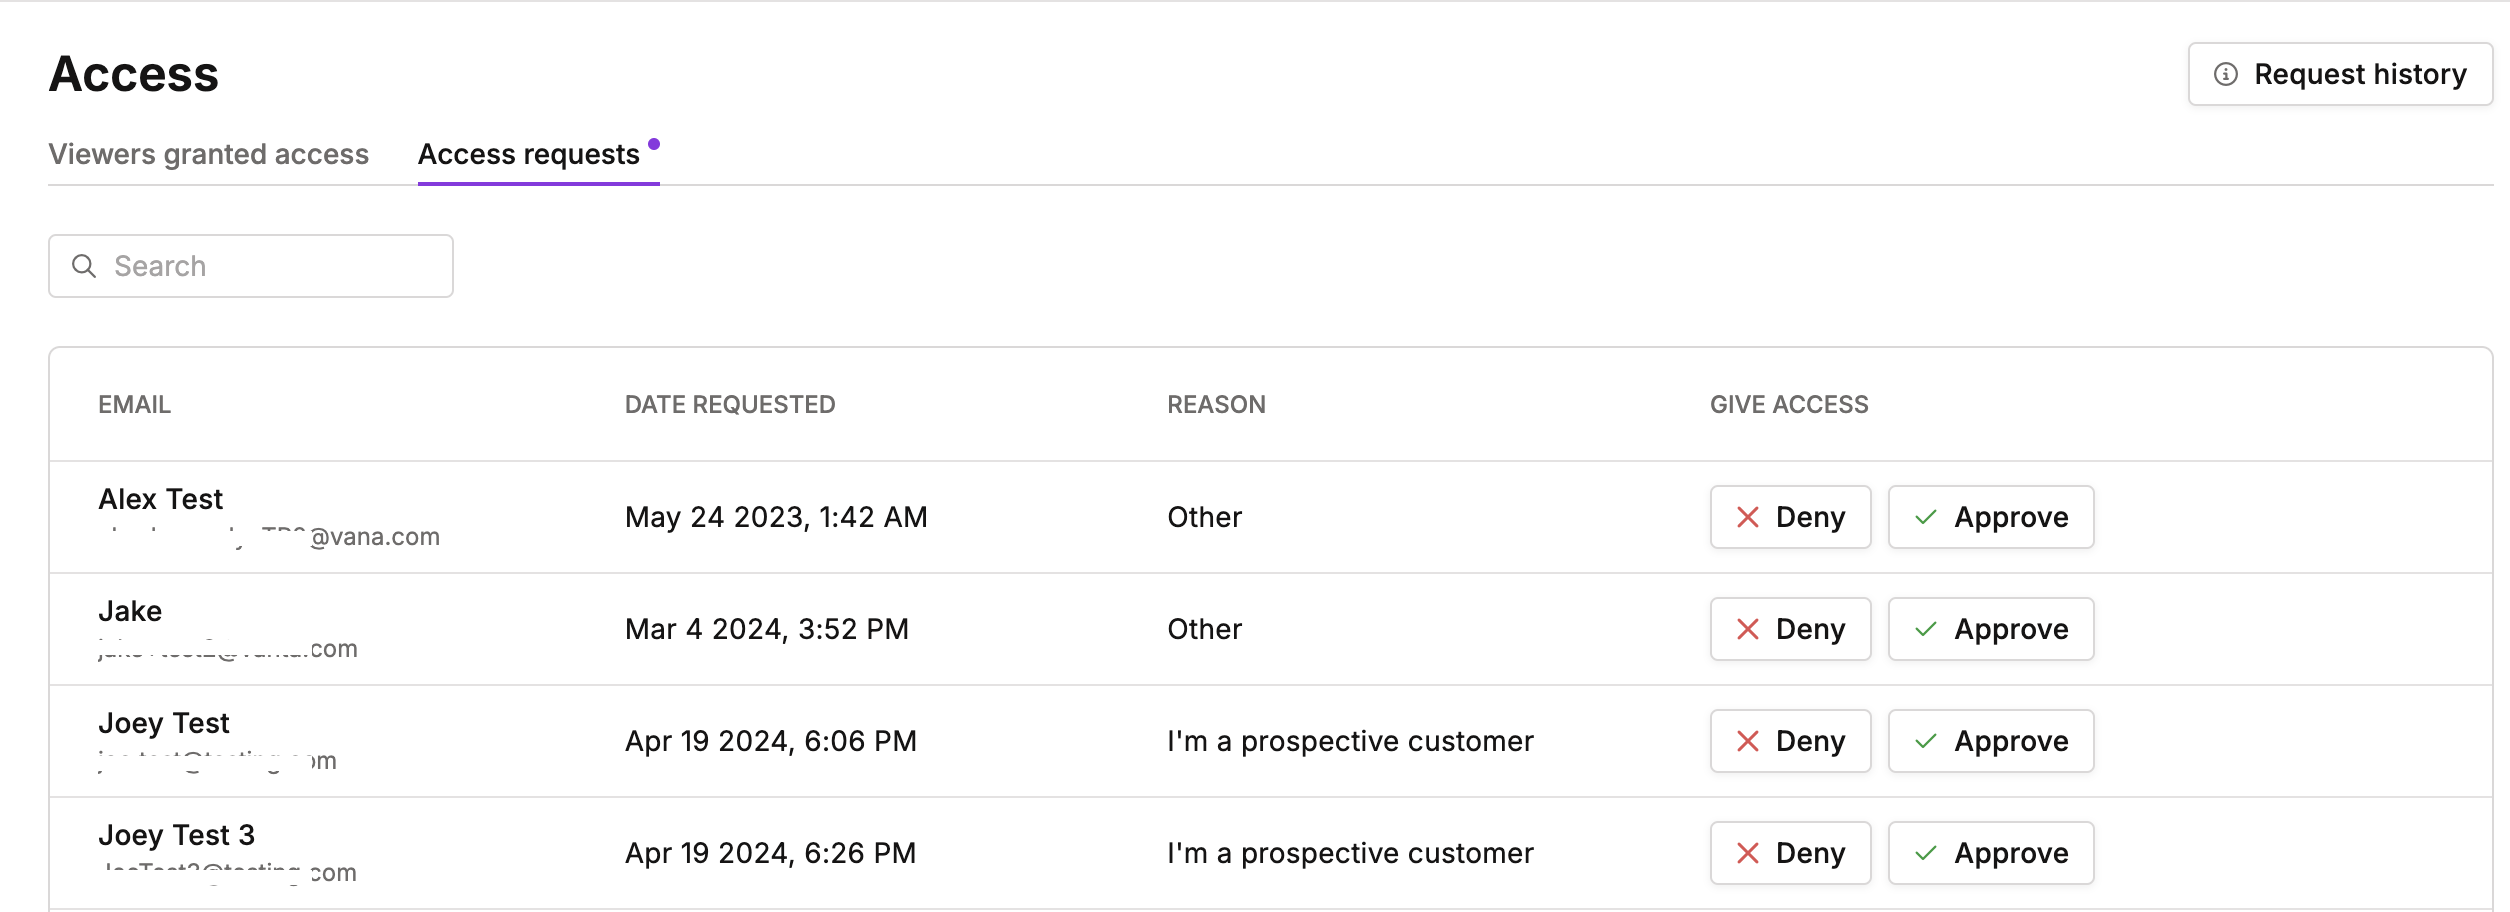 Access
Request history
Viewers granted access
Access requests
Search
EMAIL
DATE REQUESTED
REASON
GIVE ACCESS
Alex Test
@vana.com
May 24 2023, 1:42 AM
Other
Deny
Approve
Jake
com
Mar 4 2024, 3:52 PM
Other
Deny
Approve
Joey Test
Apr 19 2024, 6:06 PM
I'm a prospective customer
Deny
Approve
Joey Test 3
com
Apr 19 2024, 6:26 PM
I'm a prospective customer
Deny
Approve